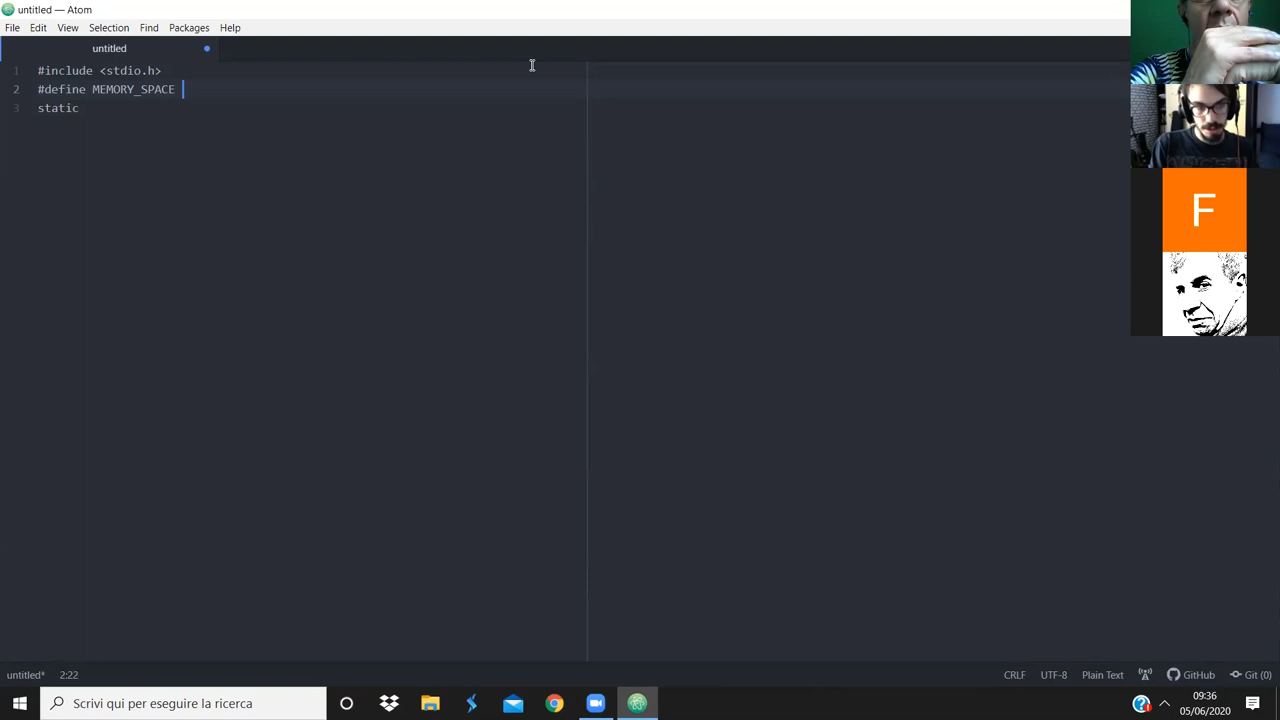 untitled — Atom
File Edit View Selection Find Packages Help
untitled
1 #include <stdio.h>
2 #define MEMORY_SPACE
3 static
F
untitled* 2:22 CRLF UTF-8 Plain Text GitHub Git (0)
Scrivi qui per eseguire la ricerca
09:36
05/06/2020